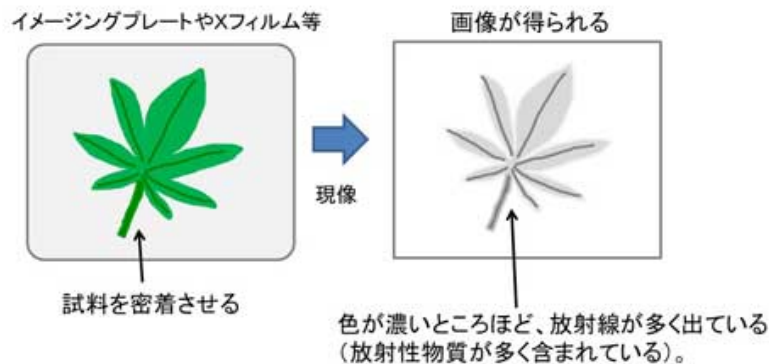 イメージングプレートやXフィルム等
画像が得られる
現像
試料を密着させる
色が濃いところほど、放射線が多く出ている
（放射性物質が多く含まれている）。